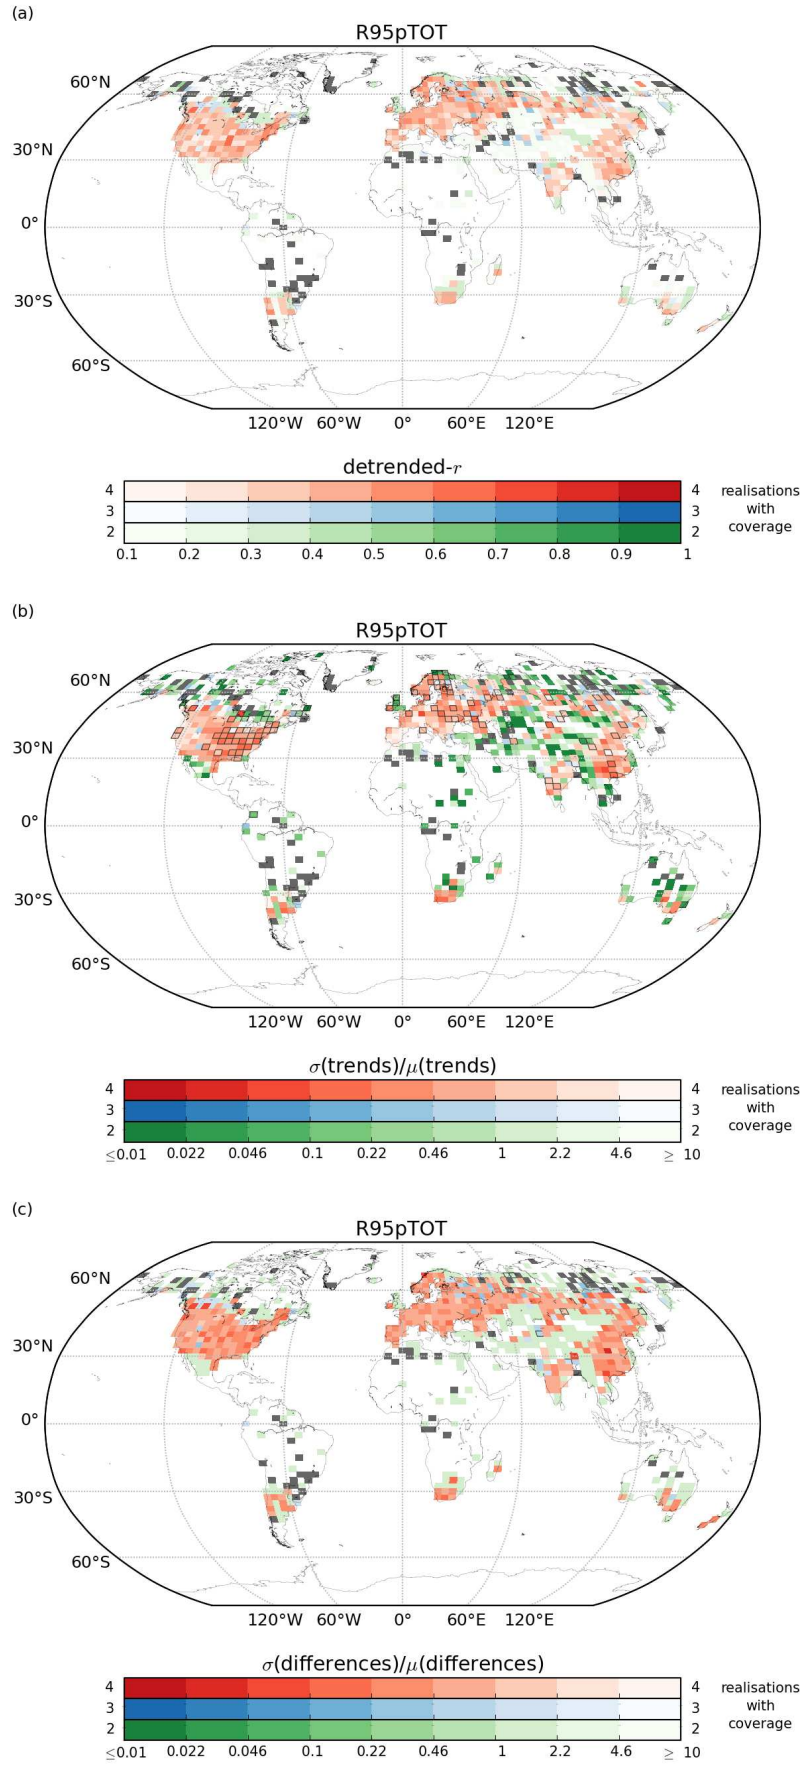 (a)
R95pTOT
60°N
30°N
0°
30°S
60°S
120°W 60°W 0° 60°E 120°E
detrended-r
4 4 realisations
3 3 with
2 2 coverage
0.1 0.2 0.3 0.4 0.5 0.6 0.7 0.8 0.9 1
(b)
R95pTOT
60°N
30°N
0°
30°S
60°S
120°W 60°W 0° 60°E 120°E
σ(trends)/μ(trends)
4 4 realisations
3 3 with
2 2 coverage
≤0.01 0.022 0.046 0.1 0.22 0.46 1 2.2 4.6 ≥ 10
(c)
R95pTOT
60°N
30°N
0°
30°S
60°S
120°W 60°W 0° 60°E 120°E
σ(differences)/μ(differences)
4 4 realisations
3 3 with
2 2 coverage
≤0.01 0.022 0.046 0.1 0.22 0.46 1 2.2 4.6 ≥ 10